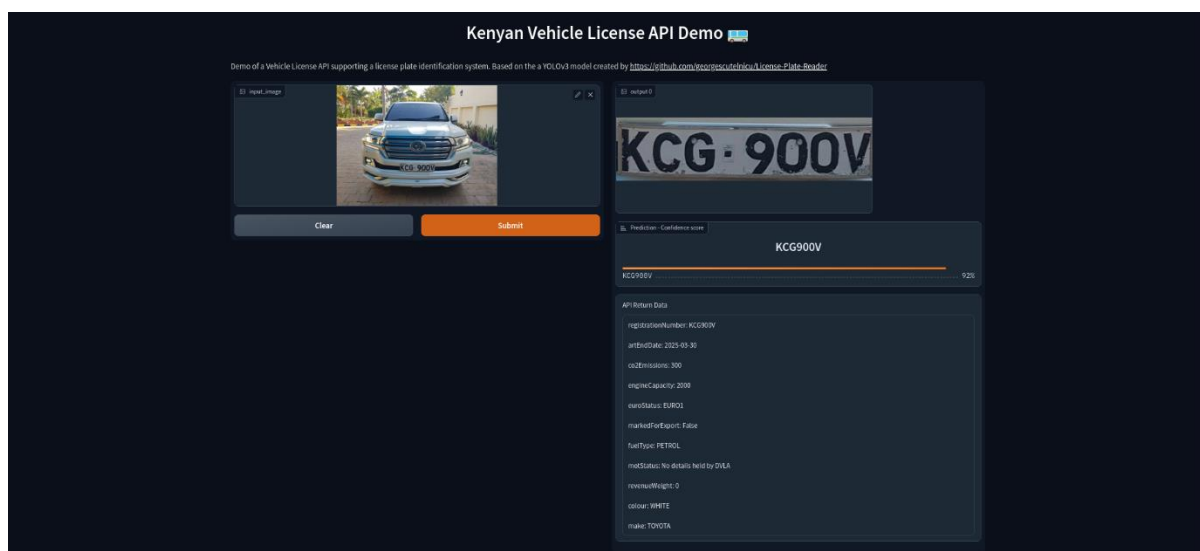 Kenyan Vehicle License API Demo 🚌
Demo of a Vehicle License API supporting a license plate identification system. Based on the a YOLOv3 model created by https://github.com/georgescutelnicu/License-Plate-Reader
input_image
KCG 900V
Clear
Submit
output 0
KCG 900V
Prediction - Confidence score
KCG900V
KCG900V 92%
API Return Data
registrationNumber: KCG900V
artEndDate: 2025-03-30
co2Emissions: 300
engineCapacity: 2000
euroStatus: EURO1
markedForExport: False
fuelType: PETROL
motStatus: No details held by DVLA
revenueWeight: 0
colour: WHITE
make: TOYOTA